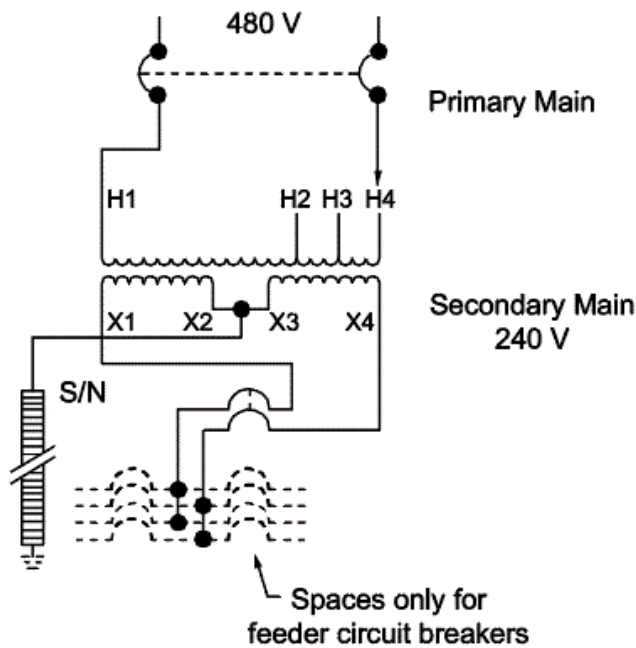 480 V
Primary Main
H1 H2 H3 H4
X1 X2 X3 X4
Secondary Main
240 V
S/N
Spaces only for
feeder circuit breakers